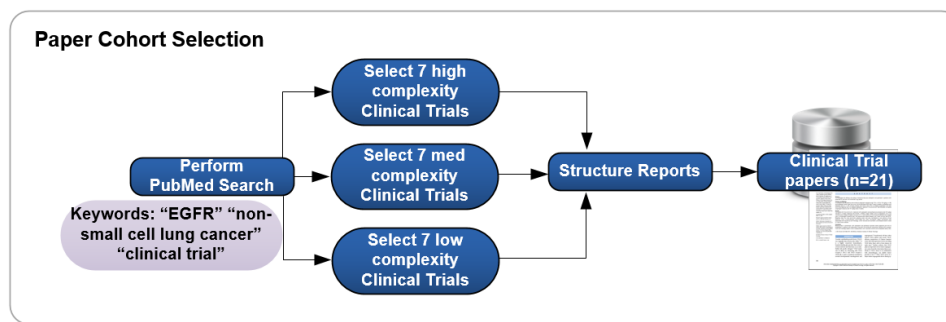 Paper Cohort Selection
Select 7 high
complexity
Clinical Trials
Perform
PubMed Search
Keywords: “EGFR” “non-
small cell lung cancer”
“clinical trial”
Select 7 med
complexity
Clinical Trials
Select 7 low
complexity
Clinical Trials
Structure Reports
Clinical Trial
papers (n=21)